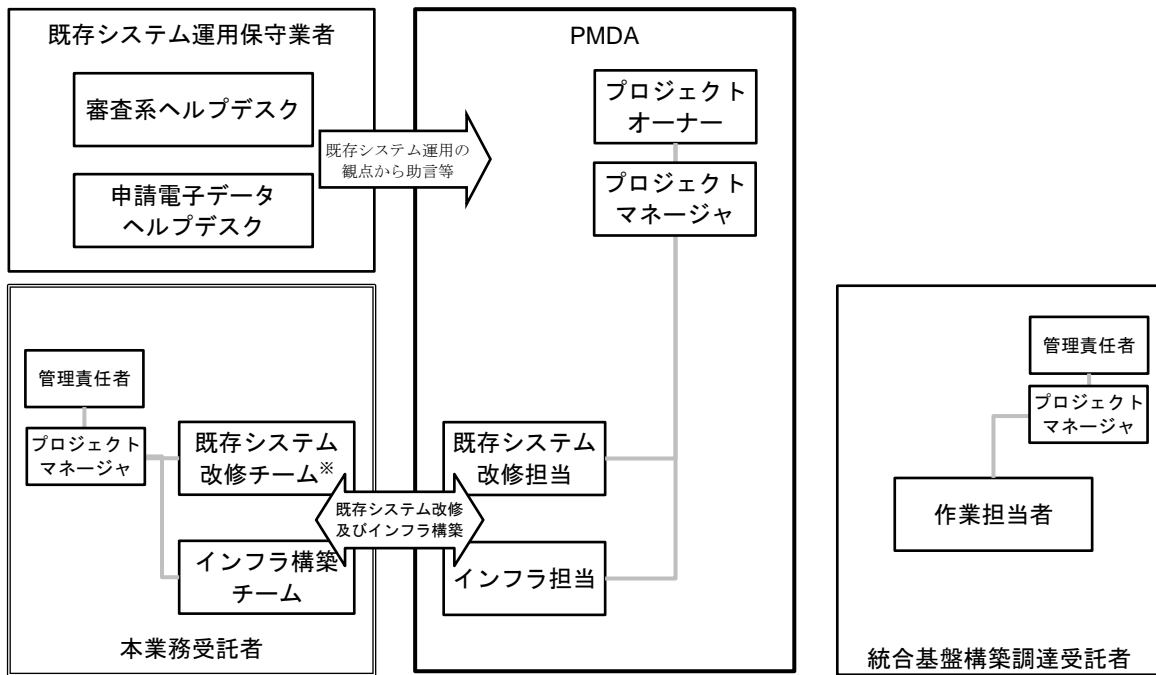 既存システム運用保守業者
審査系ヘルプデスク
申請電子データ
ヘルプデスク
既存システム運用の
観点から助言等
PMDA
プロジェクト
オーナー
プロジェクト
マネージャ
管理責任者
プロジェクト
マネージャ
既存システム
改修チーム※
インフラ構築
チーム
本業務受託者
既存システム改修
及びインフラ構築
既存システム
改修担当
インフラ担当
管理責任者
プロジェクト
マネージャ
作業担当者
統合基盤構築調達受託者